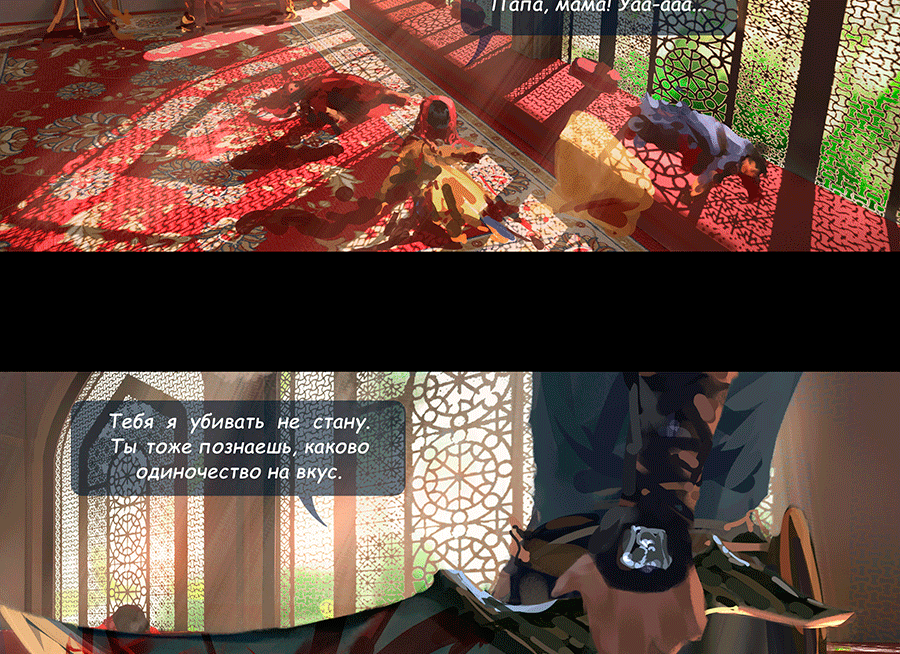 Папа, мама! Уаа-ааа...
Тебя я убивать не стану.
Ты тоже познаешь, каково
одиночество на вкус.